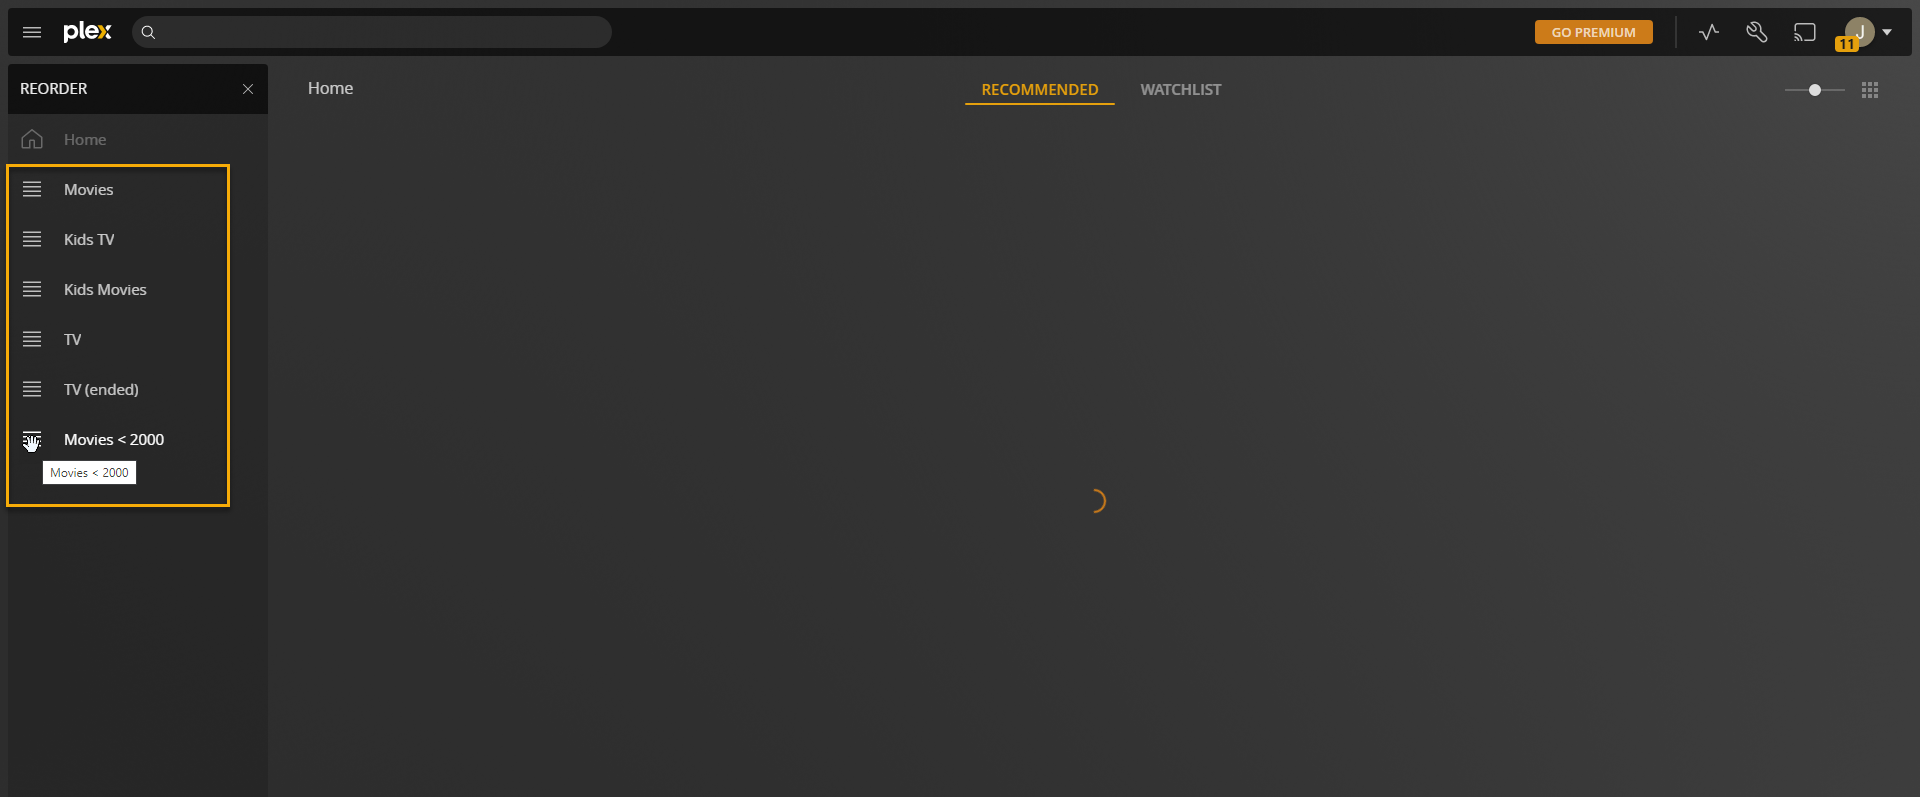 plex
GO PREMIUM
11
J
REORDER
Home
RECOMMENDED
WATCHLIST
Home
Movies
Kids TV
Kids Movies
TV
TV (ended)
Movies < 2000
Movies < 2000